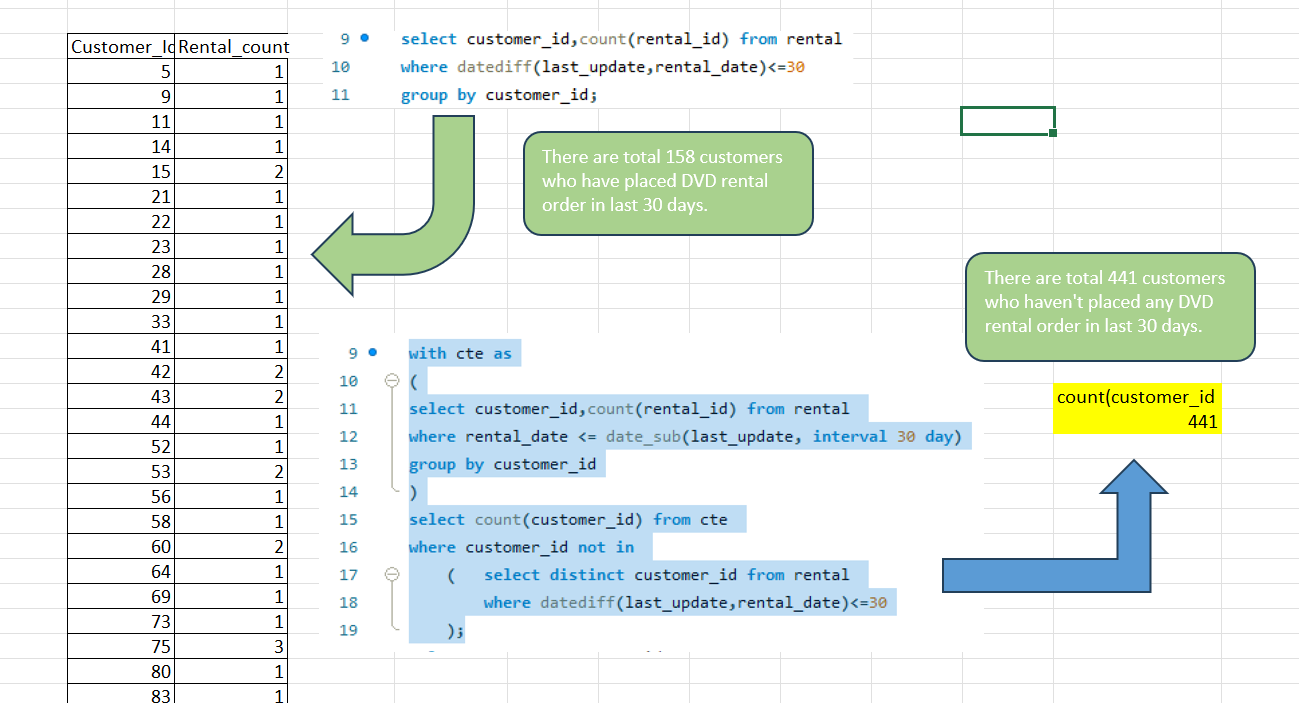 Customer_Id Rental_count
5 1
9 1
11 1
14 1
15 2
21 1
22 1
23 1
28 1
29 1
33 1
41 1
42 2
43 2
44 1
52 1
53 2
56 1
58 1
60 2
64 1
69 1
73 1
75 3
80 1
83 1
9 select customer_id,count(rental_id) from rental
10 where datediff(last_update,rental_date)<=30
11 group by customer_id;
There are total 158 customers
who have placed DVD rental
order in last 30 days.
9 with cte as
10 (
11 select customer_id,count(rental_id) from rental
12 where rental_date <= date_sub(last_update, interval 30 day)
13 group by customer_id
14 )
15 select count(customer_id) from cte
16 where customer_id not in
17 ( select distinct customer_id from rental
18 where datediff(last_update,rental_date)<=30
19 );
There are total 441 customers
who haven't placed any DVD
rental order in last 30 days.
count(customer_id
441